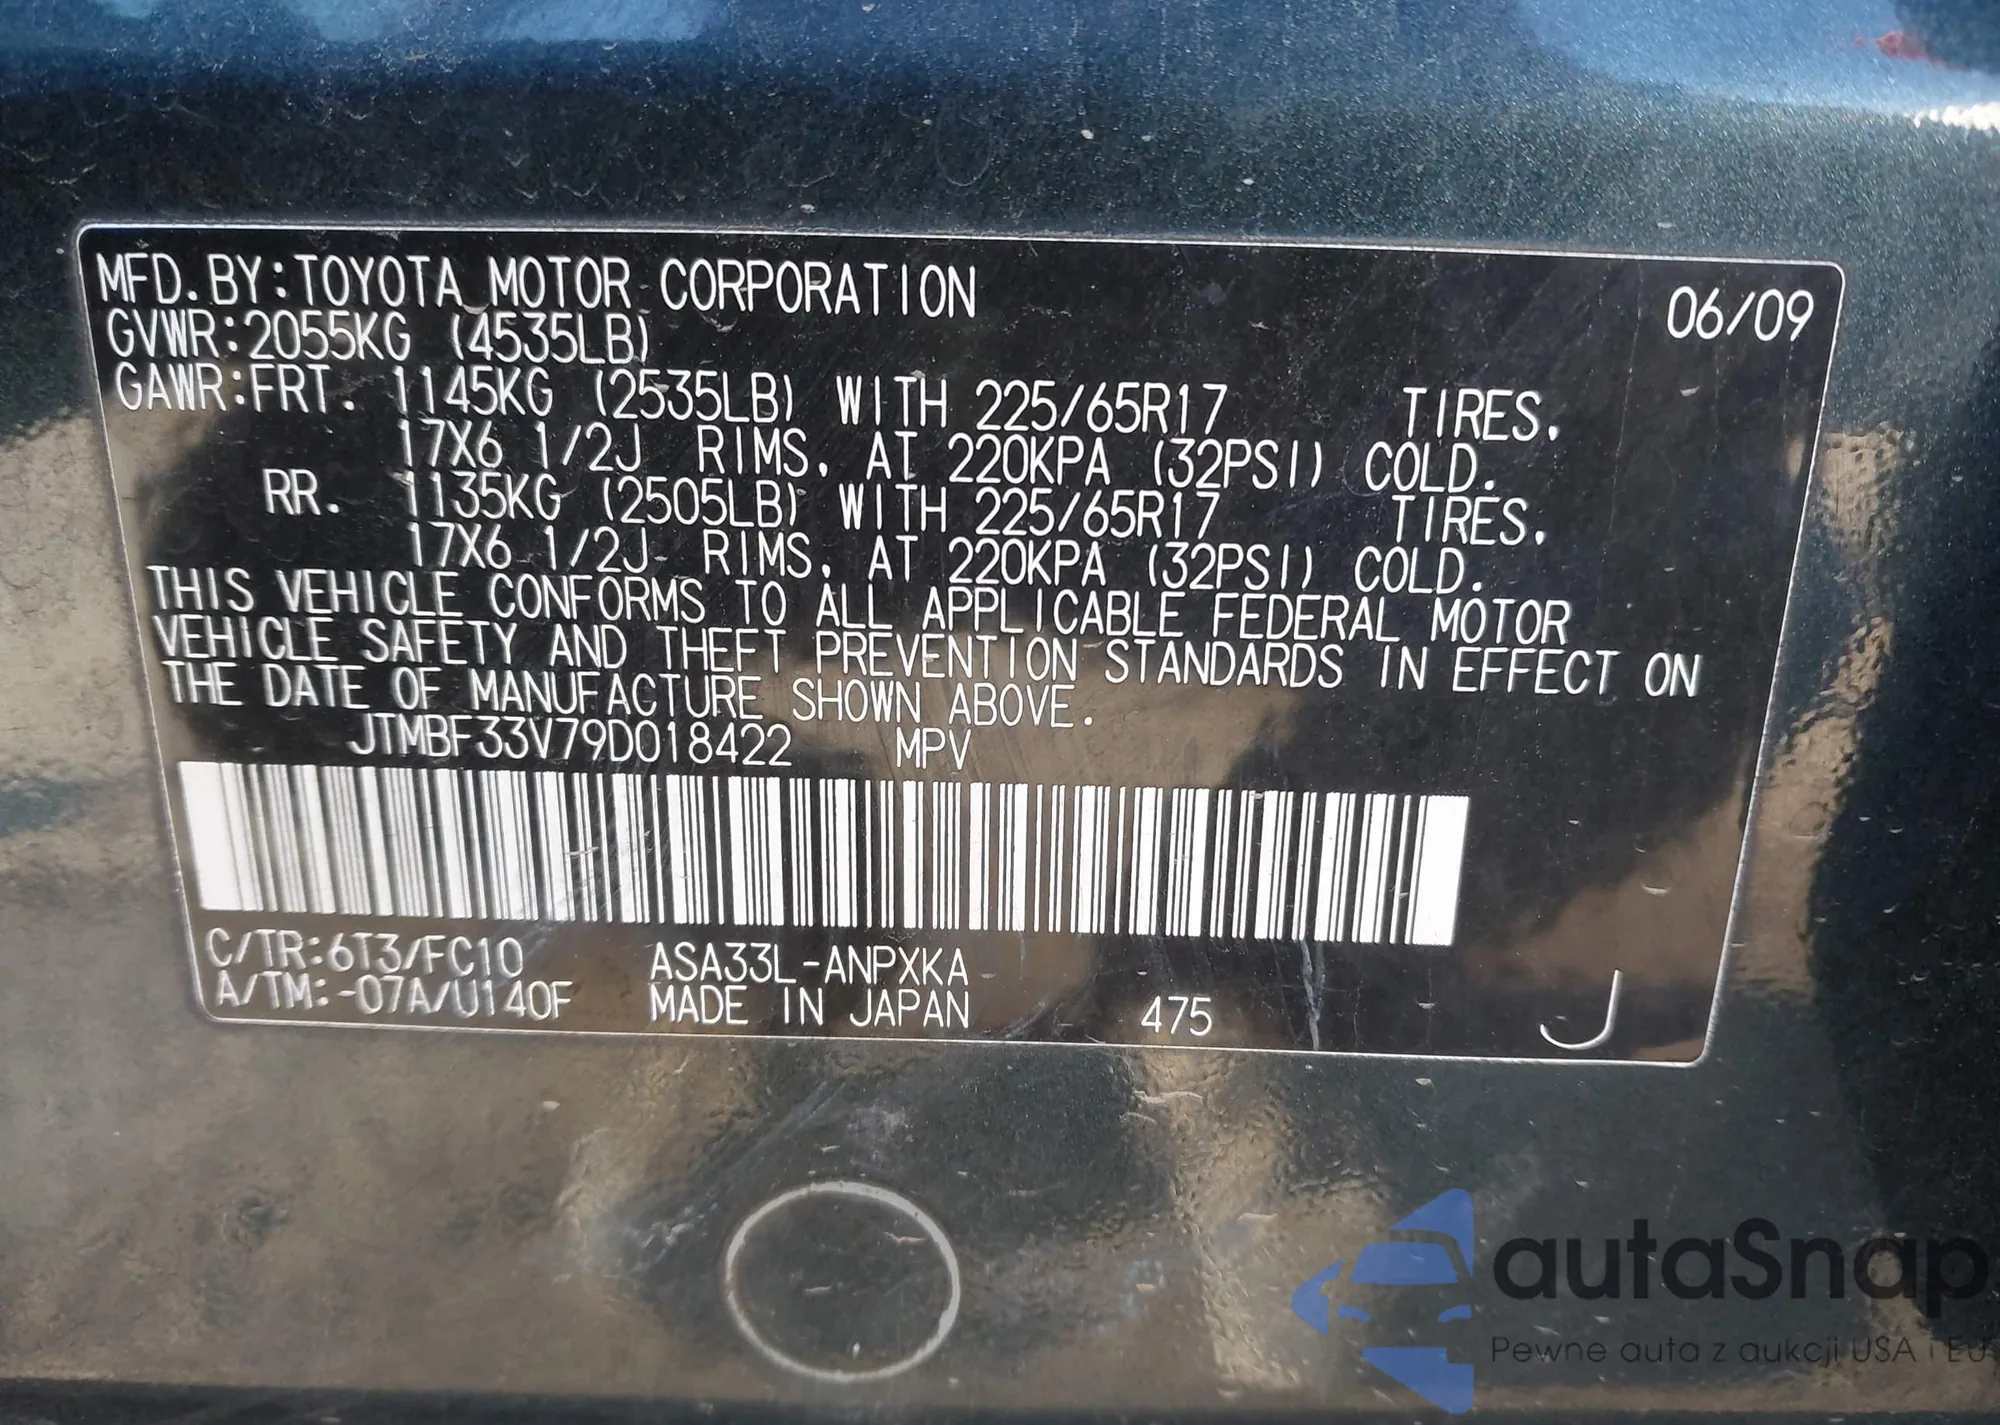 MFD. BY: TOYOTA MOTOR CORPORATION 06/09
GVWR: 2055KG (4535LB)
GAWR: FRT. 1145KG (2535LB) WITH 225/65R17 TIRES.
17X6 1/2J RIMS, AT 220KPA (32PSI) COLD.
RR. 1135KG (2505LB) WITH 225/65R17 TIRES.
17X6 1/2J RIMS, AT 220KPA (32PSI) COLD.
THIS VEHICLE CONFORMS TO ALL APPLICABLE FEDERAL MOTOR
VEHICLE SAFETY AND THEFT PREVENTION STANDARDS IN EFFECT ON
THE DATE OF MANUFACTURE SHOWN ABOVE.
JTMBF33V79D018422 MPV
C/TR: 6T3/FC10 ASA33L-ANPXKA
A/TM: -07A/U140F MADE IN JAPAN 475 J
autaSnap
Pewne auta z aukcji USA i EU